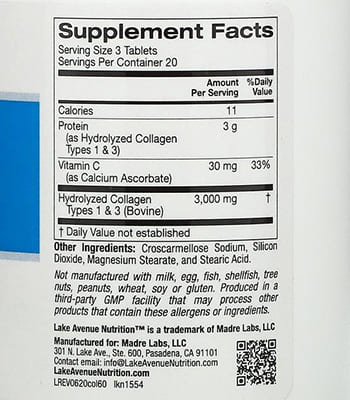 Supplement Facts
Serving Size 3 Tablets
Servings Per Container 20
Amount Per Serving %Daily Value
Calories 11
Protein 3 g
(as Hydrolyzed Collagen
Types 1 & 3)
Vitamin C 30 mg 33%
(as Calcium Ascorbate)
Hydrolyzed Collagen 3,000 mg †
Types 1 & 3 (Bovine)
† Daily Value not established
Other Ingredients: Croscarmellose Sodium, Silicon
Dioxide, Magnesium Stearate, and Stearic Acid.
Not manufactured with milk, egg, fish, shellfish, tree
nuts, peanuts, wheat, soy or gluten. Produced in a
third-party GMP facility that may process other
products that contain these allergens or ingredients.
Lake Avenue Nutrition™ is a trademark of Madre Labs, LLC
Manufactured for: Madre Labs, LLC
301 N. Lake Ave., Ste. 600, Pasadena, CA 91101
Contact email: info@LakeAvenueNutrition.com
LakeAvenueNutrition.com
LREV0620col60 lkn1554